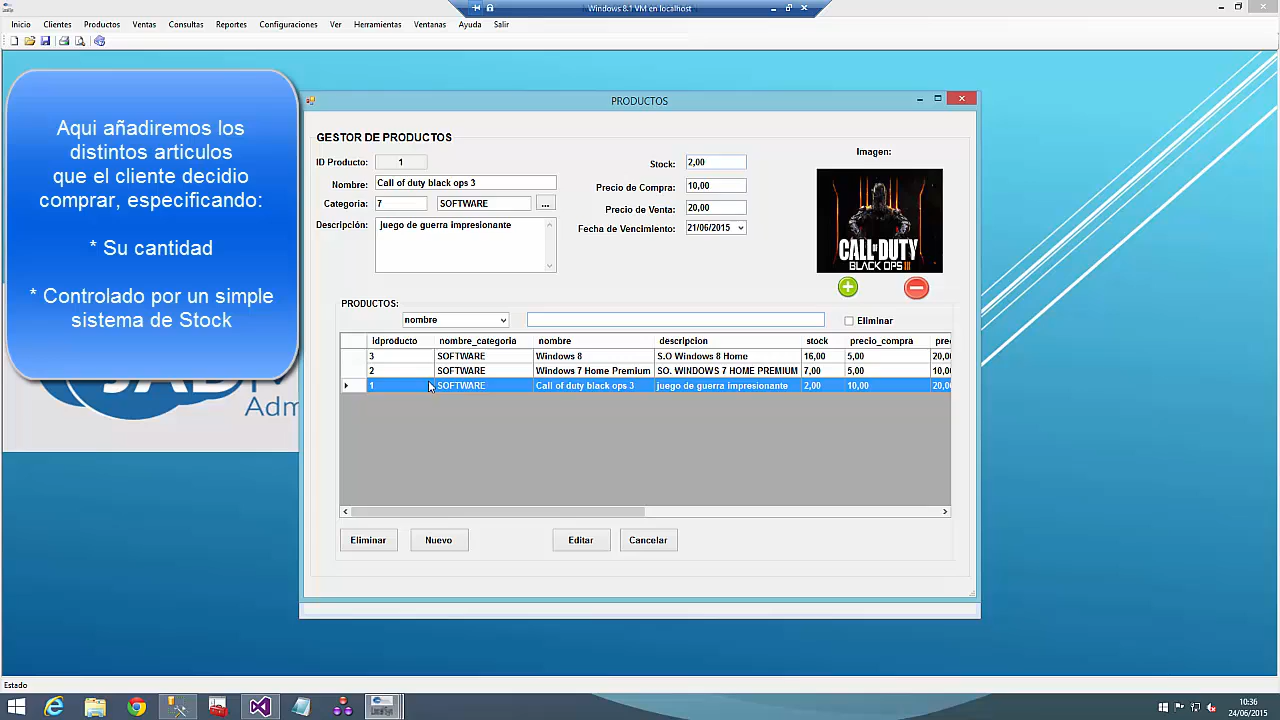 Windows 8.1 VM en localhost
Inicio Clientes Productos Ventas Consultas Reportes Configuraciones Ver Herramientas Ventanas Ayuda Salir
Aqui añadiremos los
distintos articulos
que el cliente decidio
comprar, especificando:
* Su cantidad
* Controlado por un simple
sistema de Stock
Adm
PRODUCTOS
GESTOR DE PRODUCTOS
ID Producto: 1
Nombre: Call of duty black ops 3
Categoria: 7 SOFTWARE ...
Descripción: juego de guerra impresionante
Stock: 2,00
Precio de Compra: 10,00
Precio de Venta: 20,00
Fecha de Vencimiento: 21/06/2015
Imagen:
CALL OF DUTY
BLACK OPS III
PRODUCTOS:
nombre Eliminar
idproducto nombre_categoria nombre descripcion stock precio_compra pre
3 SOFTWARE Windows 8 S.O Windows 8 Home 16,00 5,00 20,00
2 SOFTWARE Windows 7 Home Premium SO. WINDOWS 7 HOME PREMIUM 7,00 5,00 10,00
1 SOFTWARE Call of duty black ops 3 juego de guerra impresionante 2,00 10,00 20,00
Eliminar Nuevo Editar Cancelar
Estado
10:36
24/06/2015